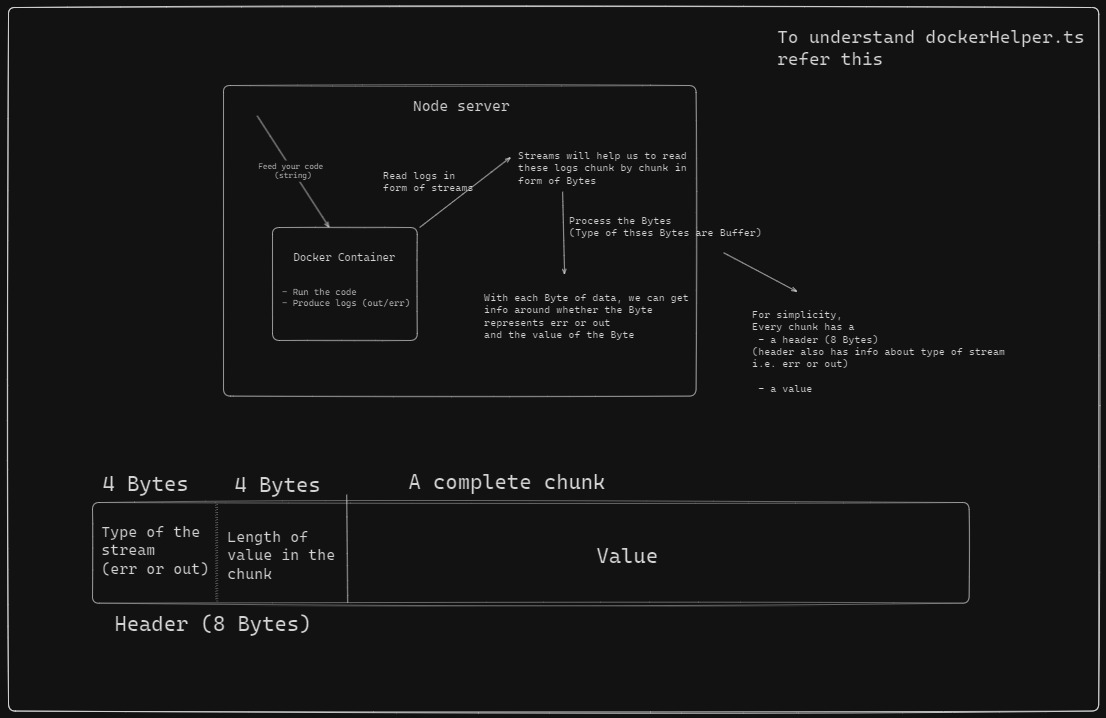 To understand dockerHelper.ts
refer this
Node server
Feed your code
(string)
Read logs in
form of streams
Streams will help us to read
these logs chunk by chunk in
form of Bytes
Process the Bytes
(Type of thses Bytes are Buffer)
Docker Container
- Run the code
- Produce logs (out/err)
With each Byte of data, we can get
info around whether the Byte
represents err or out
and the value of the Byte
For simplicity,
Every chunk has a
- a header (8 Bytes)
(header also has info about type of stream
i.e. err or out)
- a value
4 Bytes
4 Bytes
A complete chunk
Type of the
stream
(err or out)
Length of
value in the
chunk
Value
Header (8 Bytes)